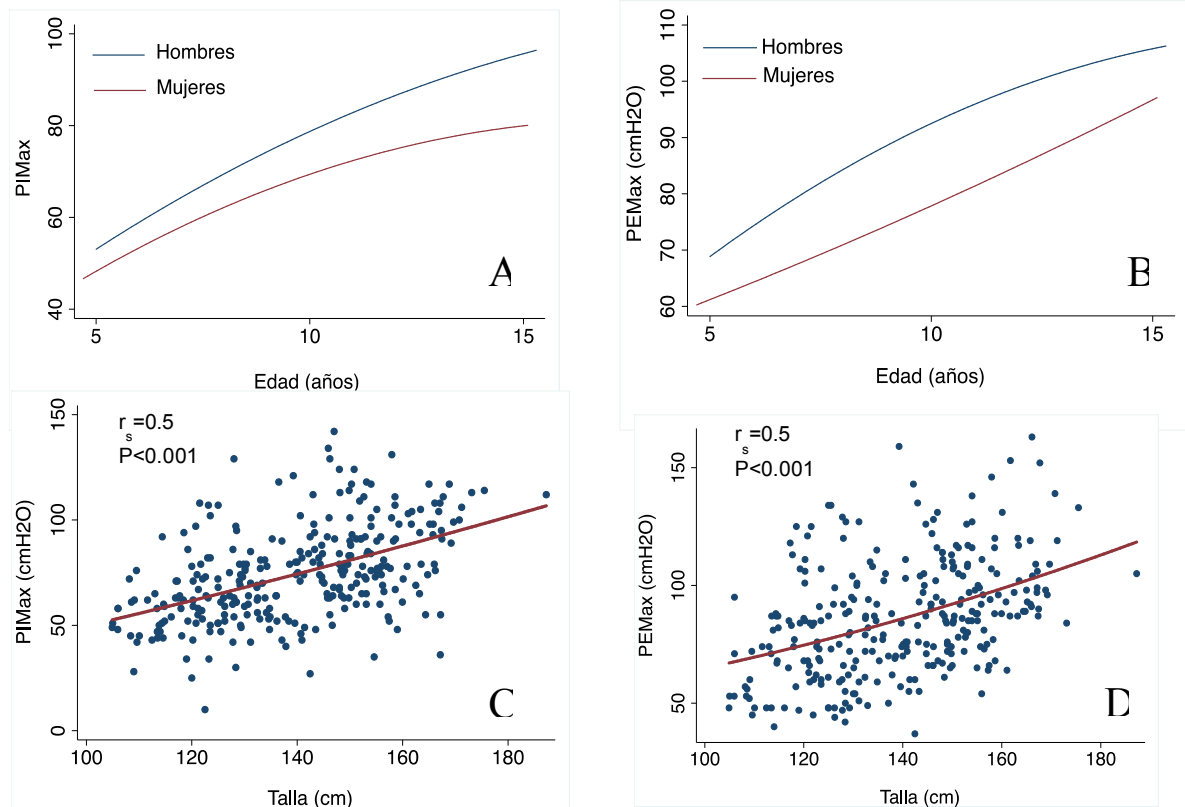 PIMax
100
80
60
40
Hombres
Mujeres
A
5 10 15
Edad (años)
PEMax (cmH2O)
110
100
90
80
70
60
Hombres
Mujeres
B
5 10 15
Edad (años)
PIMax (cmH2O)
150
100
50
0
r
s
=0.5
P<0.001
C
100 120 140 160 180
Talla (cm)
PEMax (cmH2O)
150
100
50
r
s
=0.5
P<0.001
D
100 120 140 160 180
Talla (cm)